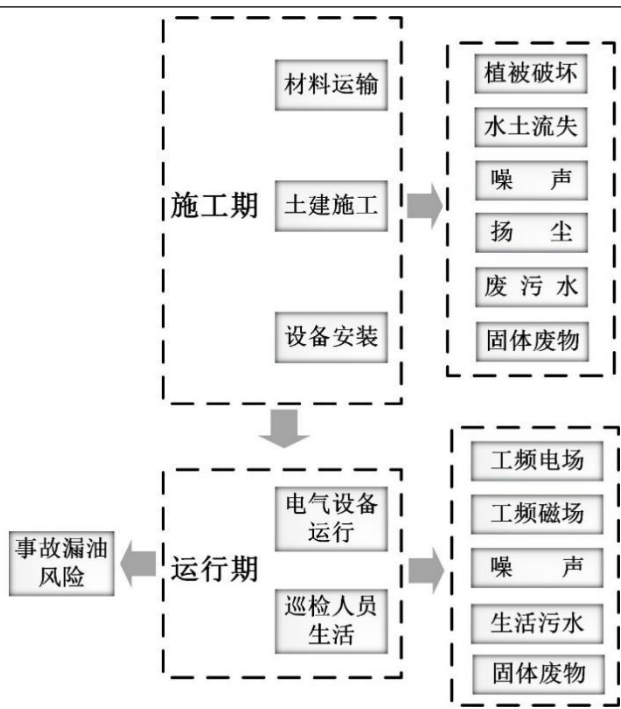 施工期
材料运输
土建施工
设备安装
植被破坏
水土流失
噪 声
扬 尘
废 污 水
固体废物
事故漏油
风险
运行期
电气设备
运行
巡检人员
生活
工频电场
工频磁场
噪 声
生活污水
固体废物